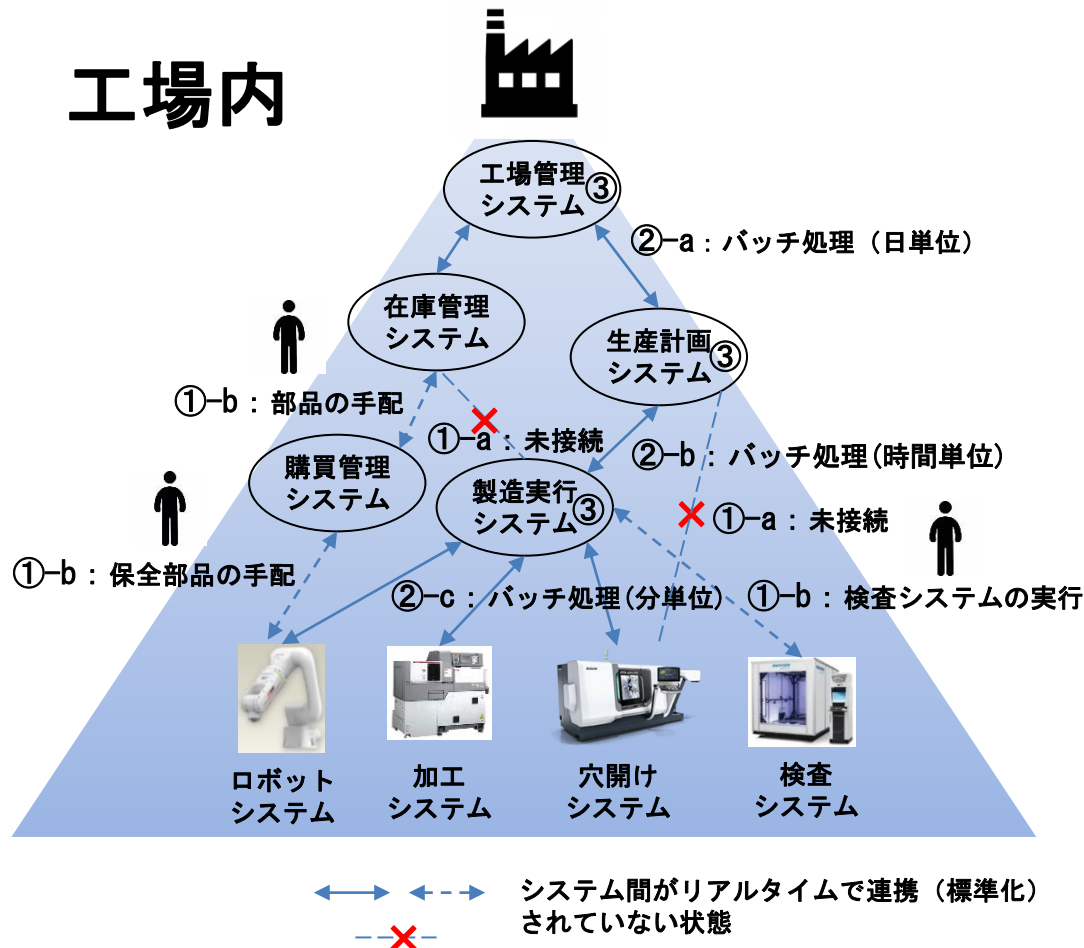 工場内
工場管理
システム③
②-a：バッチ処理（日単位）
在庫管理
システム
生産計画
システム③
①-b：部品の手配
①-a：未接続
②-b：バッチ処理(時間単位)
購買管理
システム
製造実行
システム③
①-a：未接続
①-b：保全部品の手配
②-c：バッチ処理(分単位)
①-b：検査システムの実行
ロボット
システム
加工
システム
穴開け
システム
検査
システム
システム間がリアルタイムで連携（標準化）
されていない状態